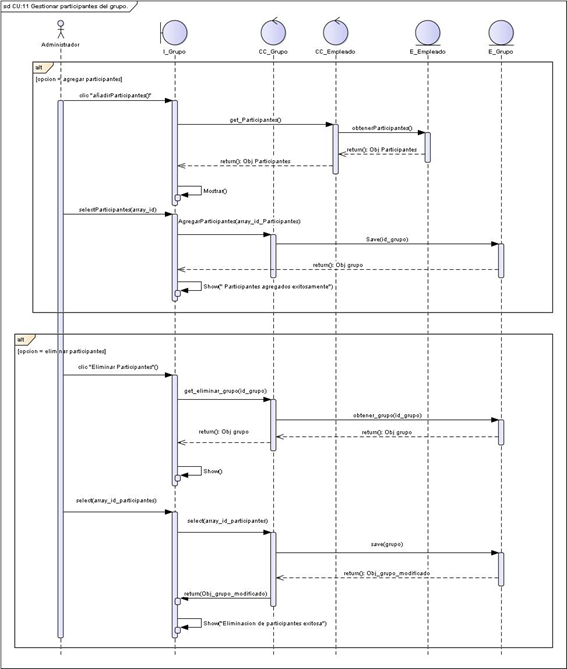 sd CU:11 Gestionar participantes del grupo.
Administrador
I_Grupo
CC_Grupo
CC_Empleado
E_Empleado
E_Grupo
alt
[opcion = agregar participantes]
clic "añadirParticipantes()"
get_Participantes()
obtenerParticipantes()
return(): Obj Participantes
return(): Obj Participantes
Mostrar()
selectParticipantes(array_id)
AgregarParticipantes(array_id_Participantes)
Save(id_grupo)
return(): Obj grupo
Show(" Participantes agregados exitosamente")
alt
[opcion = eliminar participantes]
clic "Eliminar Participantes"()
get_eliminar_grupo(id_grupo)
obtener_grupo(id_grupo)
return(): Obj grupo
return(): Obj grupo
Show()
select(array_id_participantes)
select(array_id_participantes)
save(grupo)
return(): Obj_grupo_modificado
return(Obj_grupo_modificado)
Show("Eliminasion de participantes exitosa")